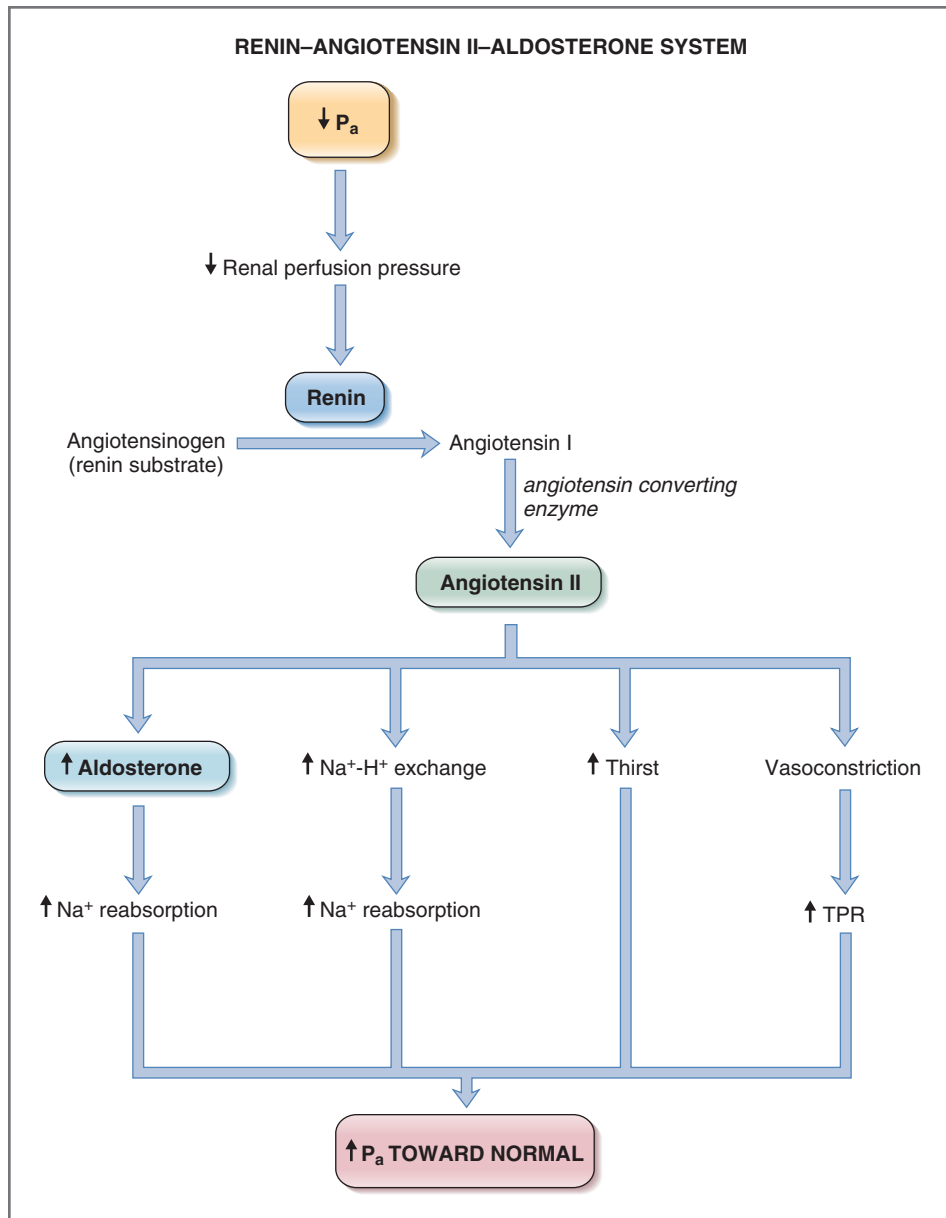 RENIN–ANGIOTENSIN II–ALDOSTERONE SYSTEM
↓ Pₐ
↓ Renal perfusion pressure
Renin
Angiotensinogen
(renin substrate)
Angiotensin I
angiotensin converting
enzyme
Angiotensin II
↑ Aldosterone
↑ Na⁺-H⁺ exchange
↑ Thirst
Vasoconstriction
↑ Na⁺ reabsorption
↑ Na⁺ reabsorption
↑ TPR
↑ Pₐ TOWARD NORMAL